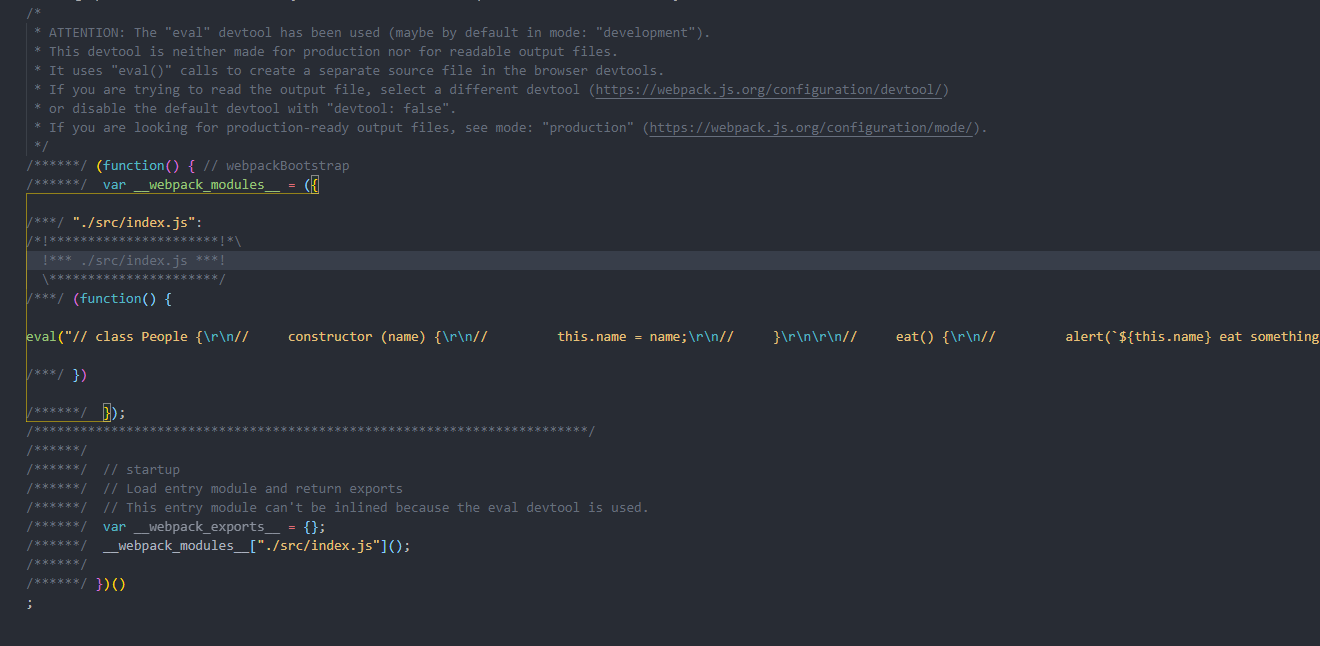 /*
 * ATTENTION: The "eval" devtool has been used (maybe by default in mode: "development").
 * This devtool is neither made for production nor for readable output files.
 * It uses "eval()" calls to create a separate source file in the browser devtools.
 * If you are trying to read the output file, select a different devtool (https://webpack.js.org/configuration/devtool/)
 * or disable the default devtool with "devtool: false".
 * If you are looking for production-ready output files, see mode: "production" (https://webpack.js.org/configuration/mode/).
 */
/******/ (function() { // webpackBootstrap
/******/  var __webpack_modules__ = ({

/***/ "./src/index.js":
/*!**********************!*\
  !*** ./src/index.js ***!
  \**********************/
/***/ (function() {

eval("// class People {\r\n//     constructor (name) {\r\n//         this.name = name;\r\n//     }\r\n\r\n//     eat() {\r\n//         alert(`${this.name} eat something

/***/ })

/******/  });
/************************************************************************/
/******/
/******/  // startup
/******/  // Load entry module and return exports
/******/  // This entry module can't be inlined because the eval devtool is used.
/******/  var __webpack_exports__ = {};
/******/  __webpack_modules__["./src/index.js"]();
/******/
/******/ })()
;